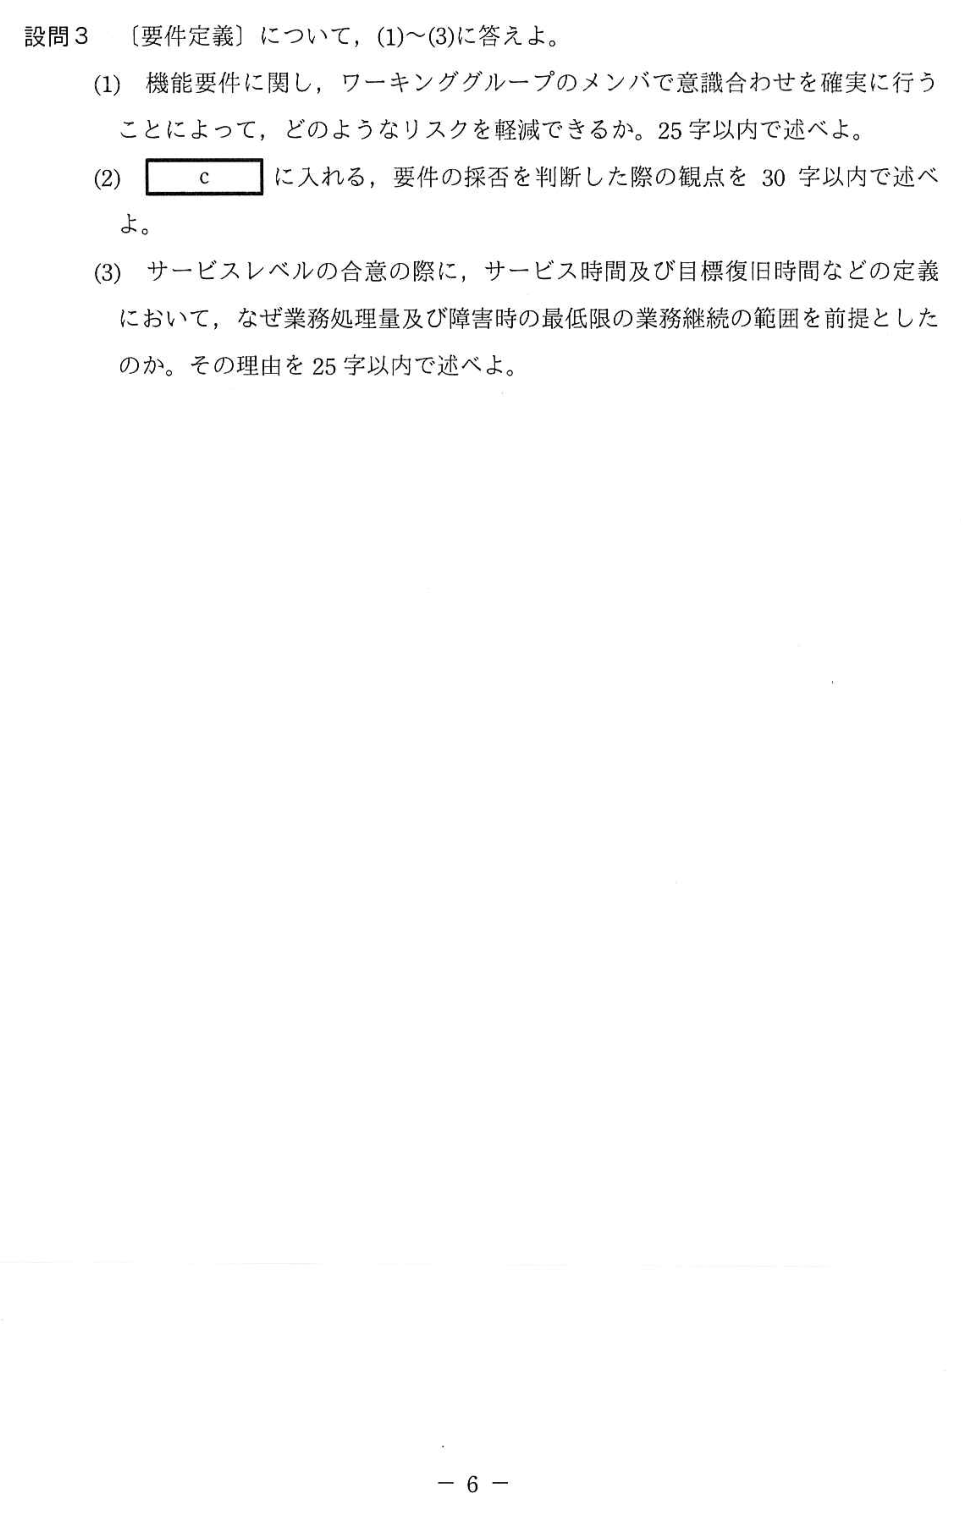 設問3 〔要件定義〕について，(1)～(3)に答えよ。
(1) 機能要件に関し，ワーキンググループのメンバで意識合わせを確実に行う
ことによって，どのようなリスクを軽減できるか。25字以内で述べよ。
(2) c に入れる，要件の採否を判断した際の観点を 30 字以内で述べ
よ。
(3) サービスレベルの合意の際に，サービス時間及び目標復旧時間などの定義
において，なぜ業務処理量及び障害時の最低限の業務継続の範囲を前提とした
のか。その理由を 25 字以内で述べよ。
－ 6 －